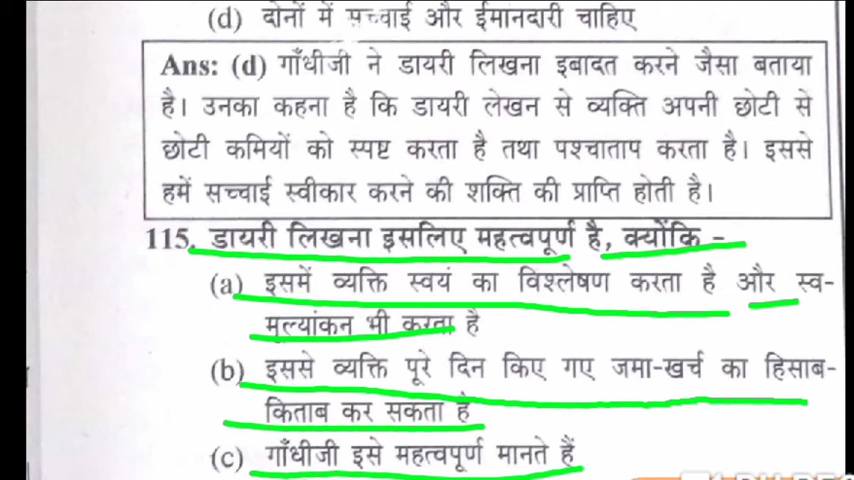 (d) दोनों में सच्चाई और ईमानदारी चाहिए
Ans: (d) गाँधीजी ने डायरी लिखना इबादत करने जैसा बताया
है। उनका कहना है कि डायरी लेखन से व्यक्ति अपनी छोटी से
छोटी कमियों को स्पष्ट करता है तथा पश्चाताप करता है। इससे
हमें सच्चाई स्वीकार करने की शक्ति की प्राप्ति होती है।
115. डायरी लिखना इसलिए महत्वपूर्ण है, क्योंकि -
(a) इसमें व्यक्ति स्वयं का विश्लेषण करता है और स्व-
मूल्यांकन भी करता है
(b) इससे व्यक्ति पूरे दिन किए गए जमा-खर्च का हिसाब-
किताब कर सकता है
(c) गाँधीजी इसे महत्वपूर्ण मानते हैं